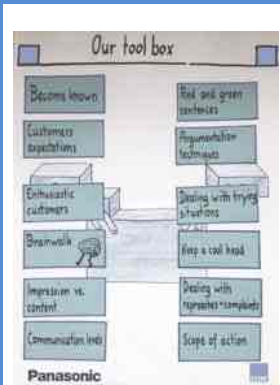 Our tool box
Become known
Customers
expectations
Enthusiastic
customers
Brainwalk
Impression vs.
content
Communication levels
Red and green
sentences
Argumentation
techniques
Dealing with trying
situations
Keep a cool head
Dealing with
reproaches + complaints
Scope of action
Panasonic